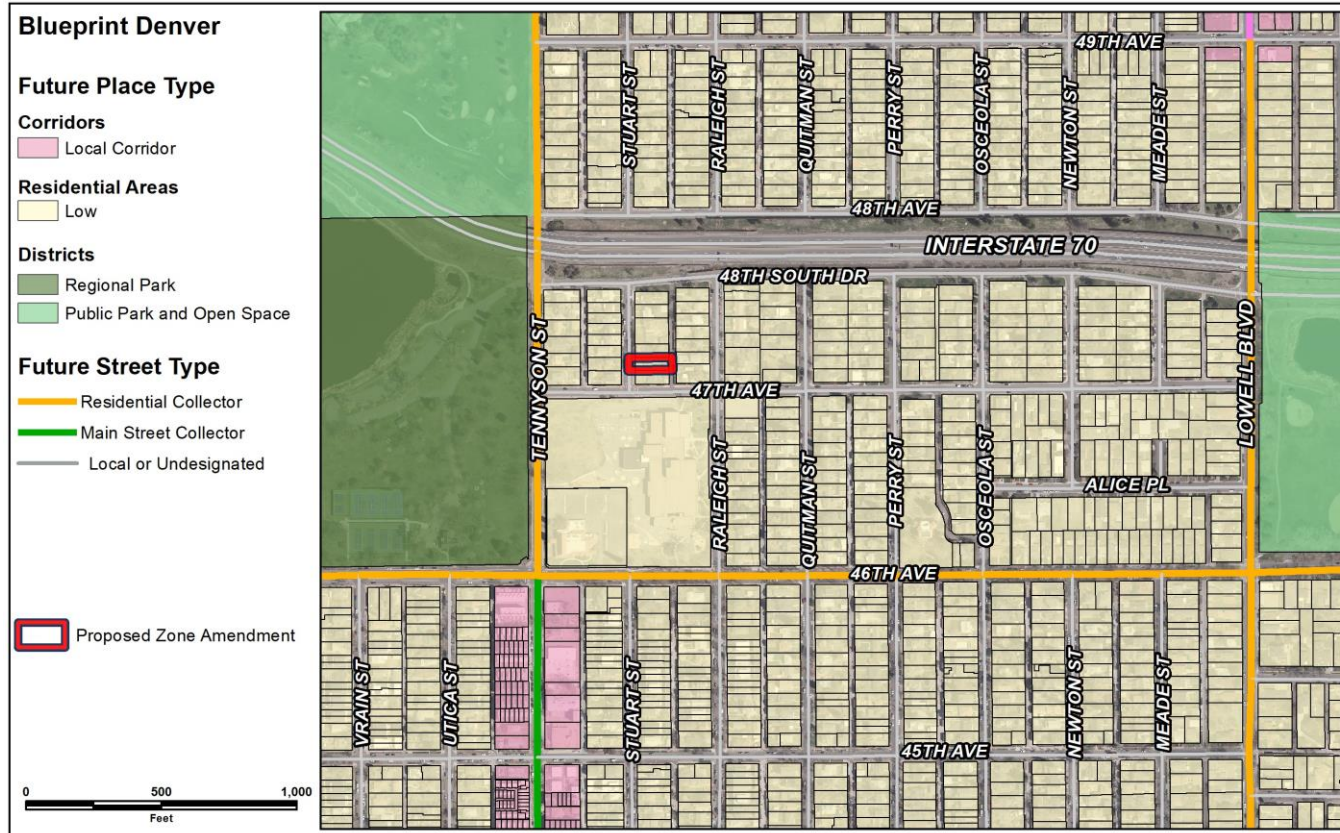 Blueprint Denver
Future Place Type
Corridors
Local Corridor
Residential Areas
Low
Districts
Regional Park
Public Park and Open Space
Future Street Type
Residential Collector
Main Street Collector
Local or Undesignated
Proposed Zone Amendment
0 500 1,000
Feet
49TH AVE
STUART ST
RALEIGH ST
QUITMAN ST
PERRY ST
OSCEOLA ST
NEWTON ST
MEADE ST
48TH AVE
INTERSTATE 70
48TH SOUTH DR
TENNYSON ST
LOWELL BLVD
47TH AVE
RALEIGH ST
QUITMAN ST
PERRY ST
OSCEOLA ST
ALICE PL
46TH AVE
VRAIN ST
UTICA ST
STUART ST
NEWTON ST
MEADE ST
45TH AVE